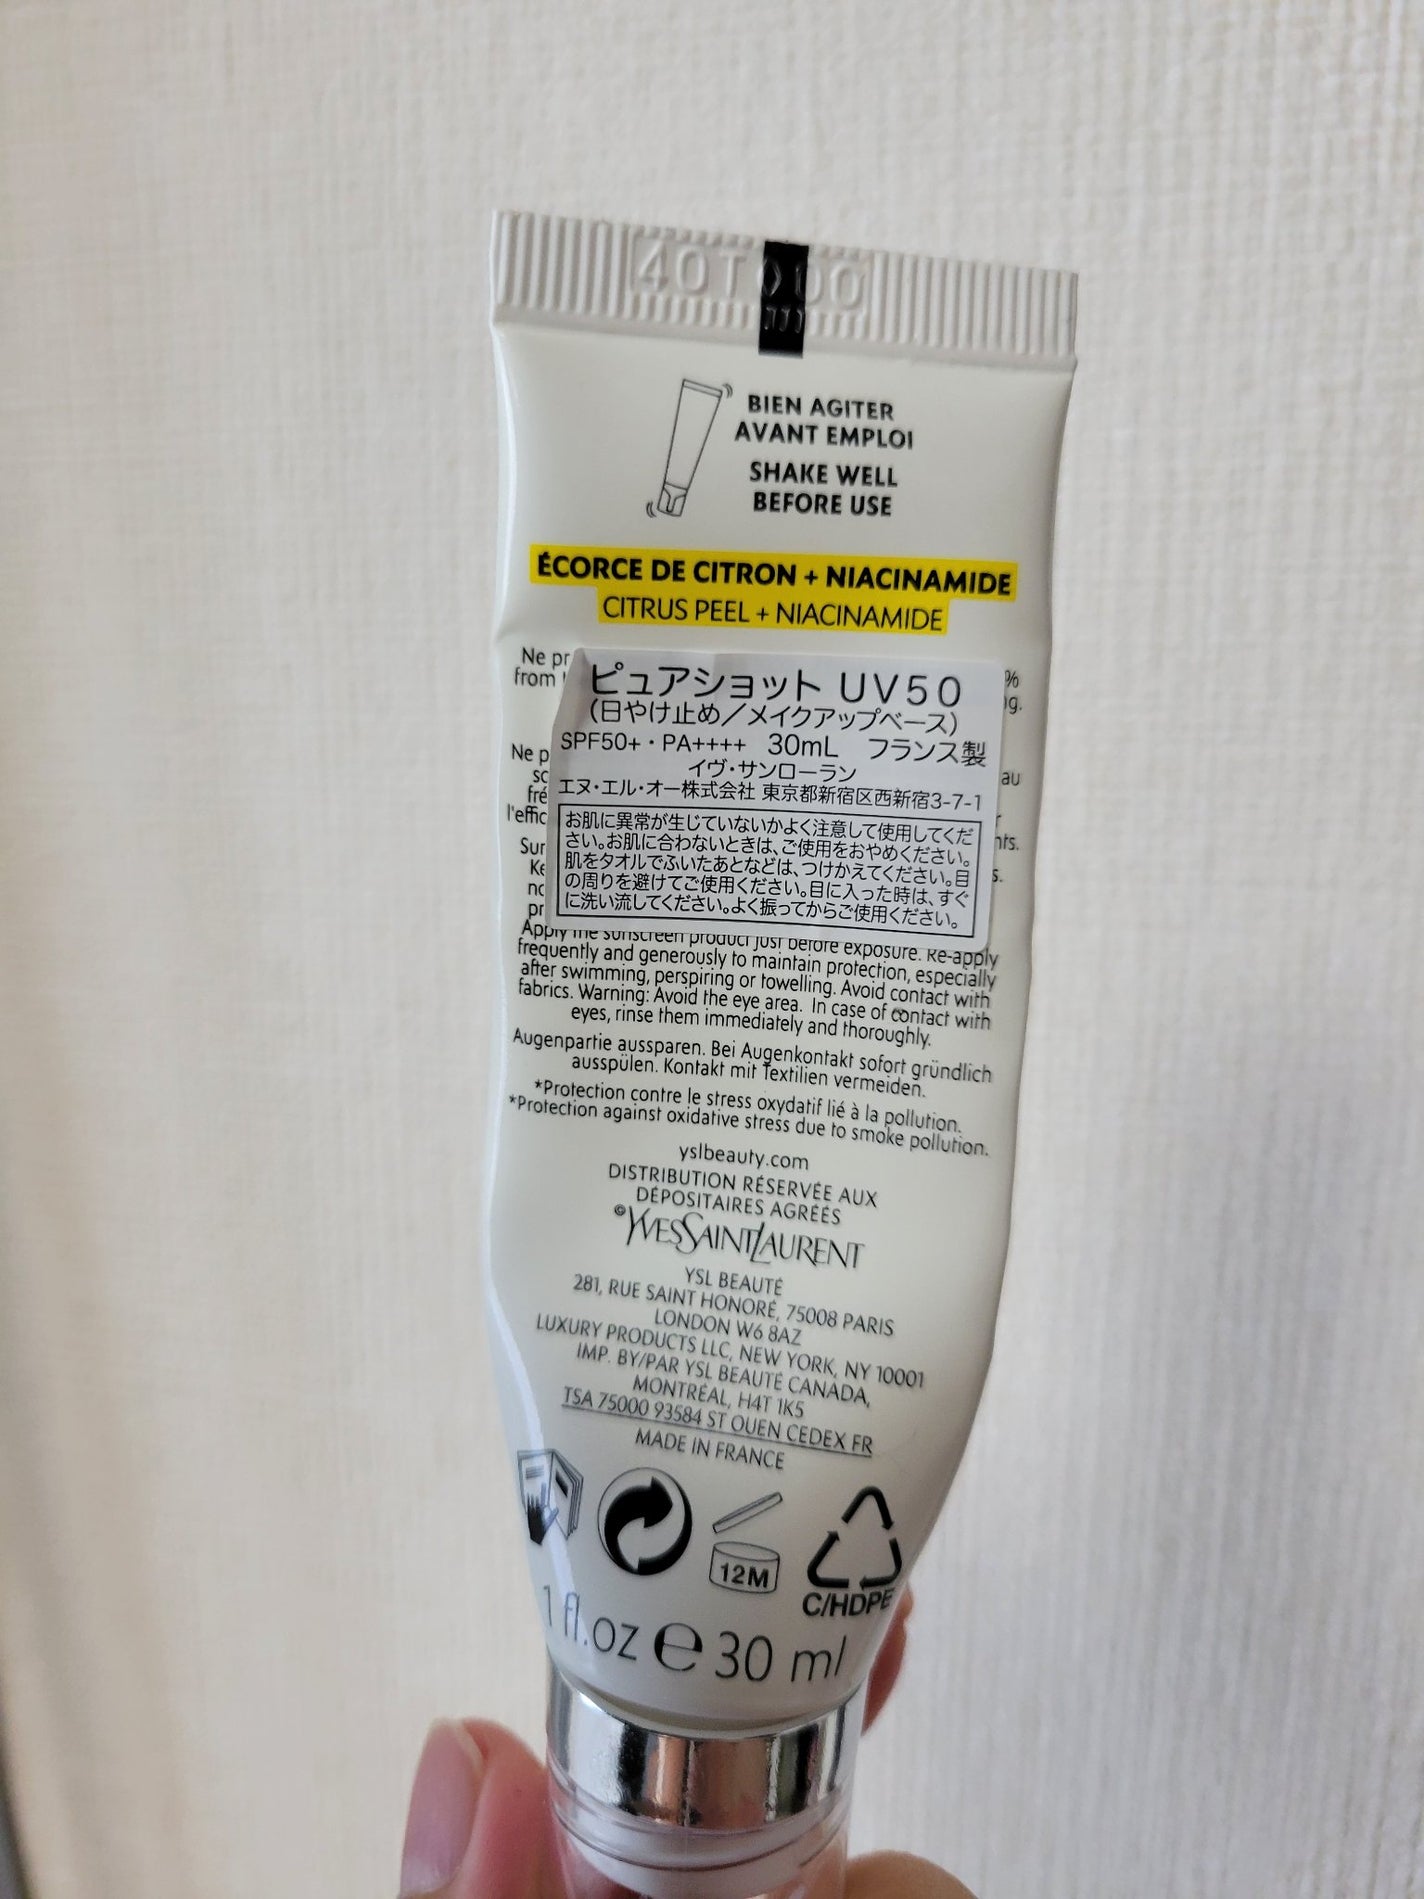 40T000
BIEN AGITER
AVANT EMPLOI
SHAKE WELL
BEFORE USE
ÉCORCE DE CITRON + NIACINAMIDE
CITRUS PEEL + NIACINAMIDE
Ne
from
%
ピュアショット UV50
(日やけ止め/メイクアップベース)
SPF50+・PA++++ 30mL フランス製
イヴ・サンローラン
エヌ・エル・オー株式会社 東京都新宿区西新宿3-7-1
お肌に異常が生じていないかよく注意して使用してくだ
さい。お肌に合わないときは、ご使用をおやめください。
肌をタオルでふいたあとなどは、つけかえてください。目
の周りを避けてご使用ください。目に入った時は、すぐ
に洗い流してください。よく振ってからご使用ください。
Ne
au
Apply the sunscreen product just before exposure. Re-apply
frequently and generously to maintain protection, especially
after swimming, perspiring or towelling. Avoid contact with
fabrics. Warning: Avoid the eye area. In case of contact with
eyes, rinse them immediately and thoroughly.
Augenpartie aussparen. Bei Augenkontakt sofort gründlich
ausspülen. Kontakt mit Textilien vermeiden.
*Protection contre le stress oxydatif lié à la pollution.
*Protection against oxidative stress due to smoke pollution.
yslbeauty.com
DISTRIBUTION RÉSERVÉE AUX
DÉPOSITAIRES AGRÉÉS
©YVESSAINTLAURENT
YSL BEAUTÉ
281, RUE SAINT HONORÉ, 75008 PARIS
LONDON W6 8AZ
LUXURY PRODUCTS LLC, NEW YORK, NY 10001
IMP. BY/PAR YSL BEAUTÉ CANADA,
MONTRÉAL, H4T 1K5
TSA 75000 93584 ST OUEN CEDEX FR
MADE IN FRANCE
12M
C/HDPE
1 fl.oz ℮ 30 ml